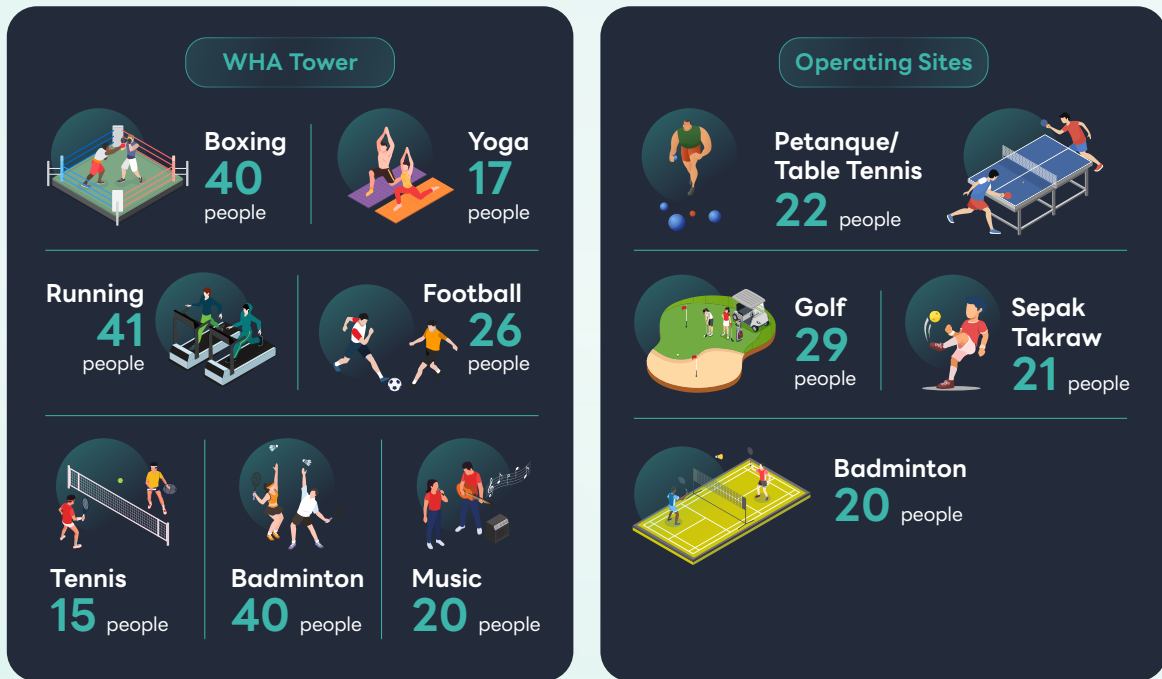 WHA Tower
Boxing
40
people
Yoga
17
people
Running
41
people
Football
26
people
Tennis
15 people
Badminton
40 people
Music
20 people
Operating Sites
Petanque/
Table Tennis
22 people
Golf
29
people
Sepak
Takraw
21 people
Badminton
20 people